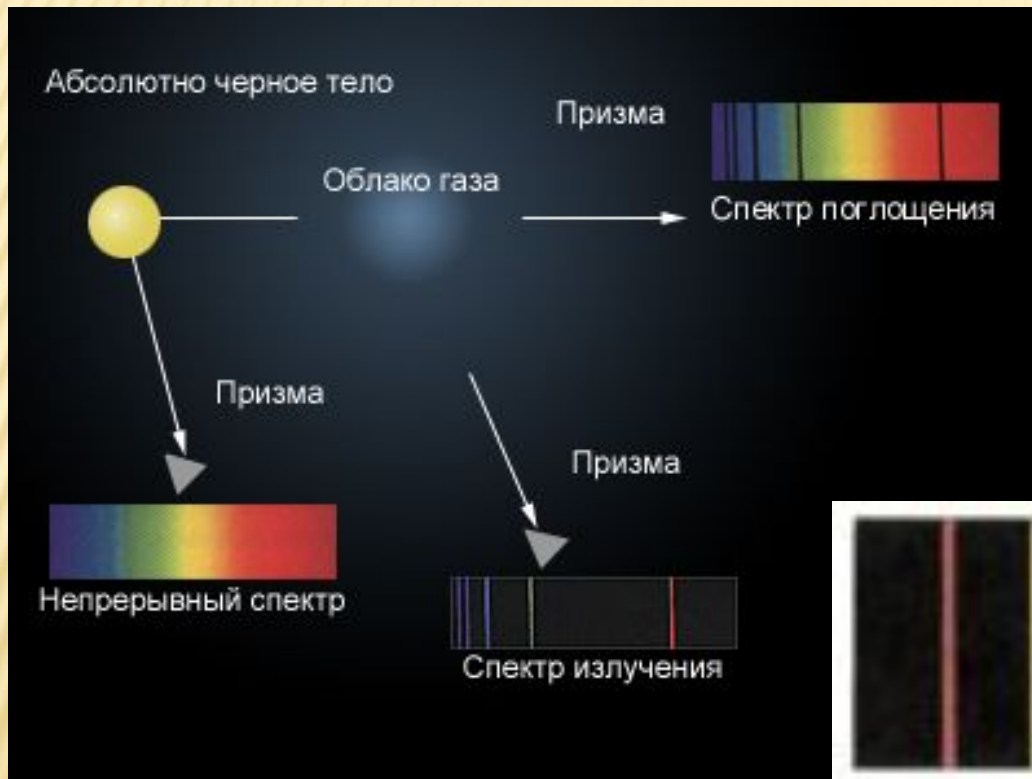 Абсолютно черное тело
Призма
Облако газа
Спектр поглощения
Призма
Призма
Непрерывный спектр
Спектр излучения